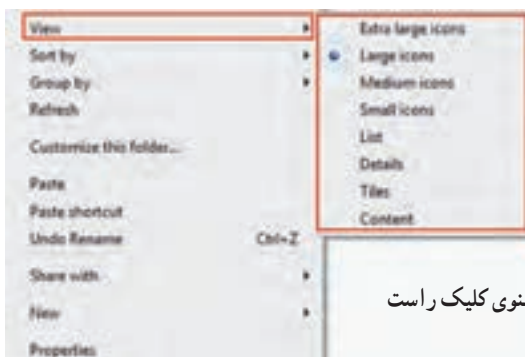 View
Sort by
Group by
Refresh
Customize this folder...
Paste
Paste shortcut
Undo Rename Ctrl+Z
Share with
New
Properties
Extra large icons
Large icons
Medium icons
Small icons
List
Details
Tiles
Content
کلیک راست